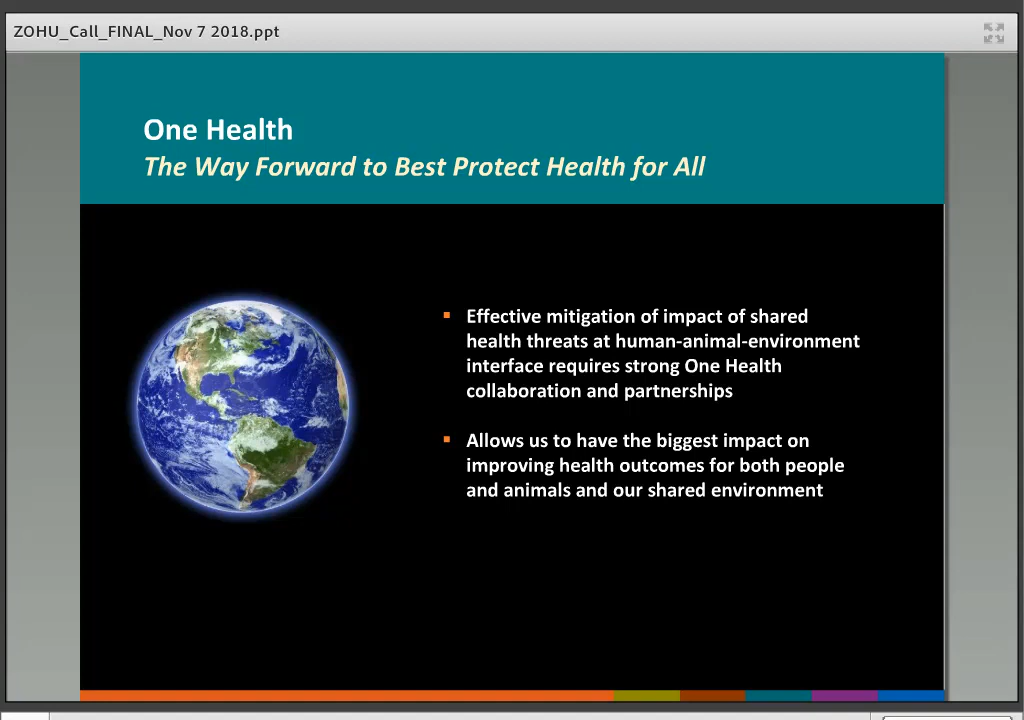 ZOHU_Call_FINAL_Nov 7 2018.ppt
One Health
The Way Forward to Best Protect Health for All
▪ Effective mitigation of impact of shared
health threats at human-animal-environment
interface requires strong One Health
collaboration and partnerships
▪ Allows us to have the biggest impact on
improving health outcomes for both people
and animals and our shared environment